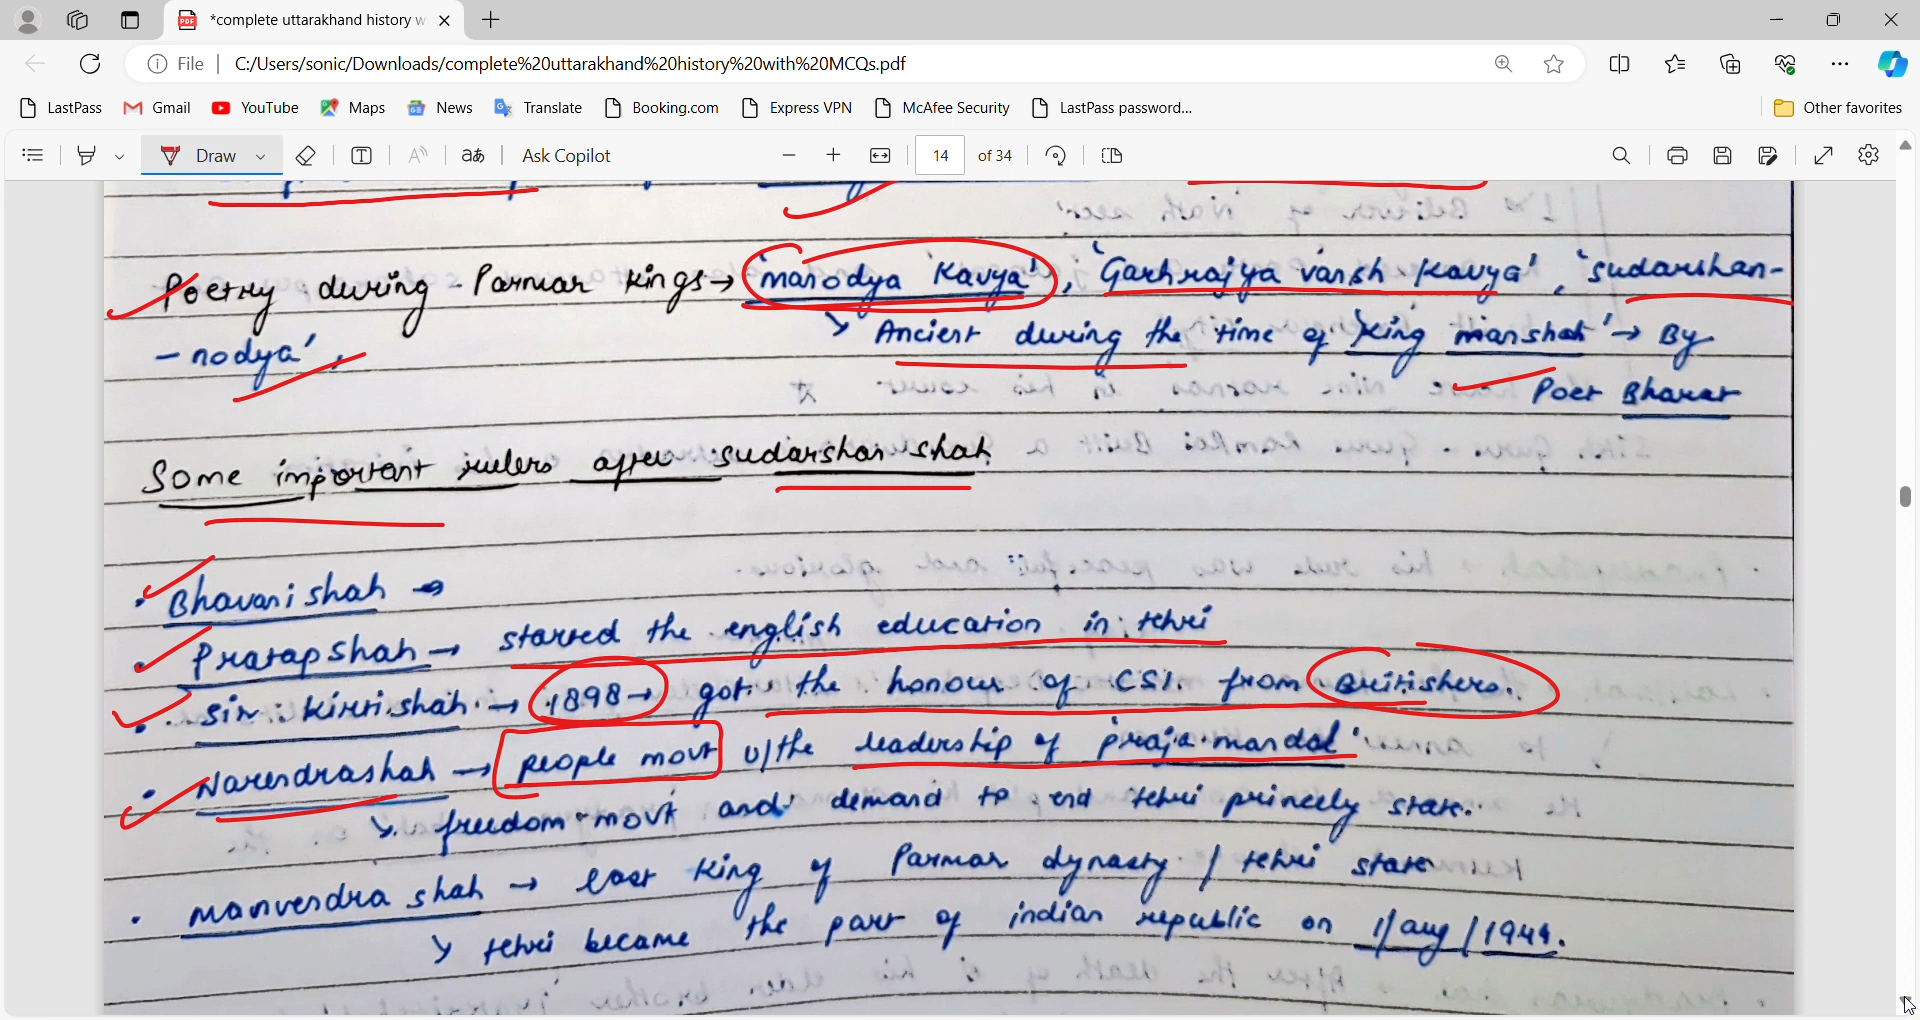 *complete uttarakhand history w
File
C:/Users/sonic/Downloads/complete%20uttarakhand%20history%20with%20MCQs.pdf
LastPass Gmail YouTube Maps News Translate Booking.com Express VPN McAfee Security LastPass password... Other favorites
Draw Ask Copilot 14 of 34
Poetry during Parmar kings → 'manodya kavya', 'Garhrajya vansh kavya', 'sudarshan-
- nodya',
Ancient during the time of 'king manshah' → By
Poet Bharat
Some important rulers after sudarshan shah
• Bhavani shah →
• Pratap shah → started the english education in tehri
• Sir kirti shah → 1898 → got the honour of CSI from Britishers.
• Narendrashah → people movt u/the leadership of 'praja mandal'
freedom movt and demand to end tehri princely state.
• manvendra shah → last king of Parmar dynasty / tehri state
tehri became the part of indian republic on 1/aug/1949.